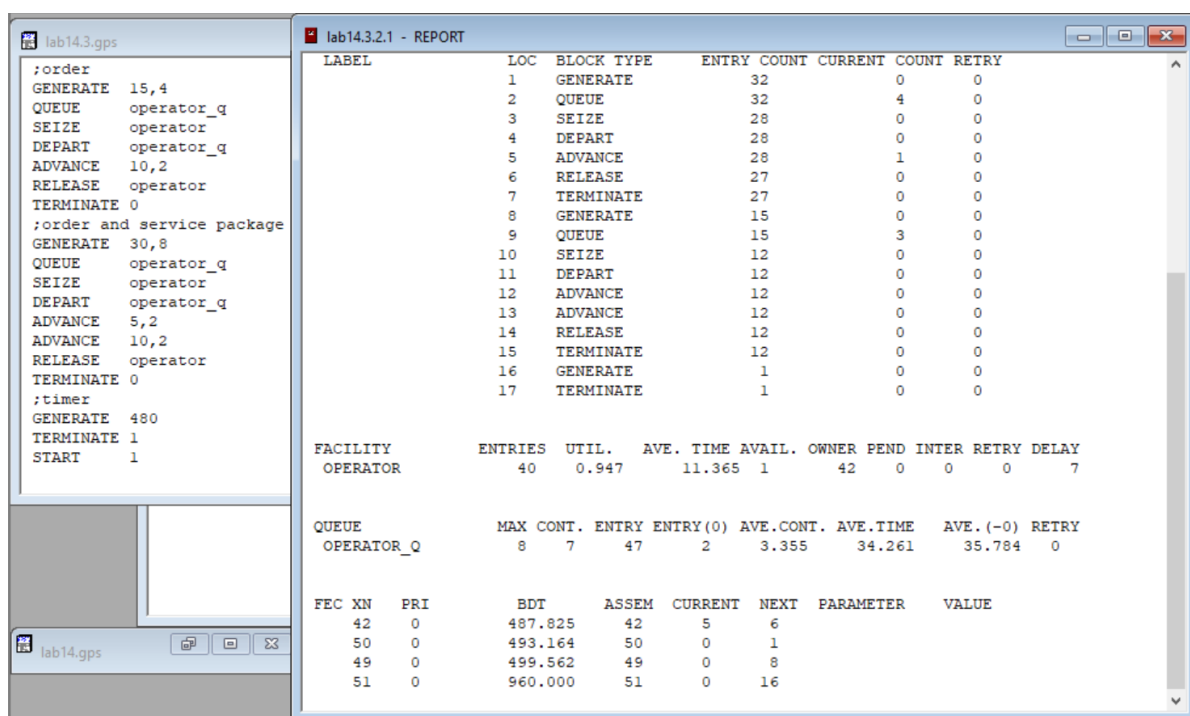 lab14.3.gps
;order
GENERATE 15,4
QUEUE operator_q
SEIZE operator
DEPART operator_q
ADVANCE 10,2
RELEASE operator
TERMINATE 0
;order and service package
GENERATE 30,8
QUEUE operator_q
SEIZE operator
DEPART operator_q
ADVANCE 5,2
ADVANCE 10,2
RELEASE operator
TERMINATE 0
;timer
GENERATE 480
TERMINATE 1
START 1
lab14.gps
lab14.3.2.1 - REPORT
LABEL LOC BLOCK TYPE ENTRY COUNT CURRENT COUNT RETRY
1 GENERATE 32 0 0
2 QUEUE 32 4 0
3 SEIZE 28 0 0
4 DEPART 28 0 0
5 ADVANCE 28 1 0
6 RELEASE 27 0 0
7 TERMINATE 27 0 0
8 GENERATE 15 0 0
9 QUEUE 15 3 0
10 SEIZE 12 0 0
11 DEPART 12 0 0
12 ADVANCE 12 0 0
13 ADVANCE 12 0 0
14 RELEASE 12 0 0
15 TERMINATE 12 0 0
16 GENERATE 1 0 0
17 TERMINATE 1 0 0
FACILITY ENTRIES UTIL. AVE. TIME AVAIL. OWNER PEND INTER RETRY DELAY
OPERATOR 40 0.947 11.365 1 42 0 0 0 7
QUEUE MAX CONT. ENTRY ENTRY(0) AVE.CONT. AVE.TIME AVE.(-0) RETRY
OPERATOR_Q 8 7 47 2 3.355 34.261 35.784 0
FEC XN PRI BDT ASSEM CURRENT NEXT PARAMETER VALUE
42 0 487.825 42 5 6
50 0 493.164 50 0 1
49 0 499.562 49 0 8
51 0 960.000 51 0 16